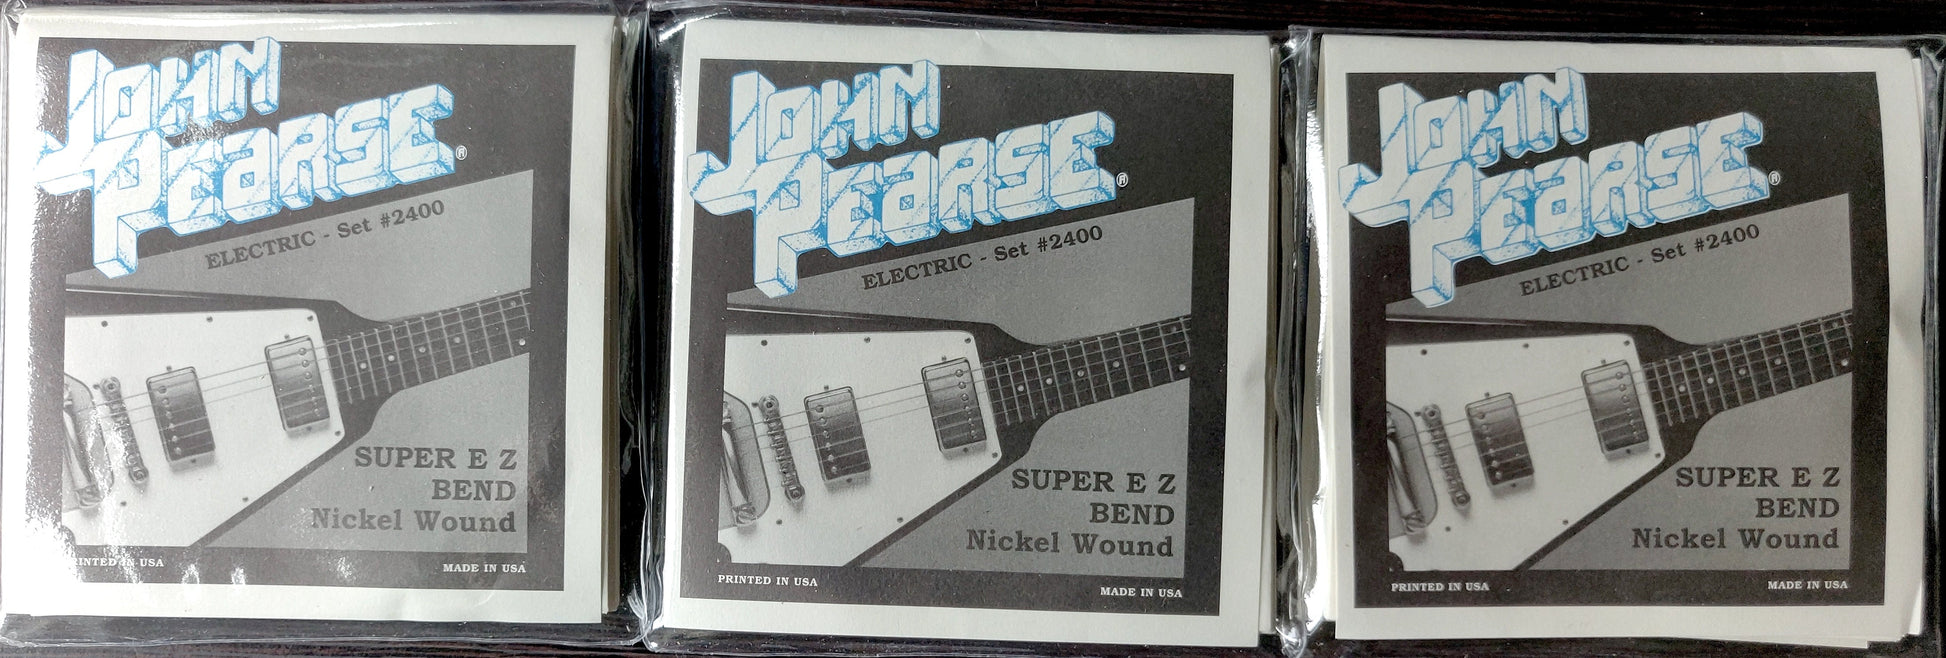 JOHN
PEARSE®
ELECTRIC - Set #2400
SUPER E Z
BEND
Nickel Wound
PRINTED IN USA
MADE IN USA
JOHN
PEARSE®
ELECTRIC - Set #2400
SUPER E Z
BEND
Nickel Wound
PRINTED IN USA
MADE IN USA
JOHN
PEARSE®
ELECTRIC - Set #2400
SUPER E Z
BEND
Nickel Wound
PRINTED IN USA
MADE IN USA